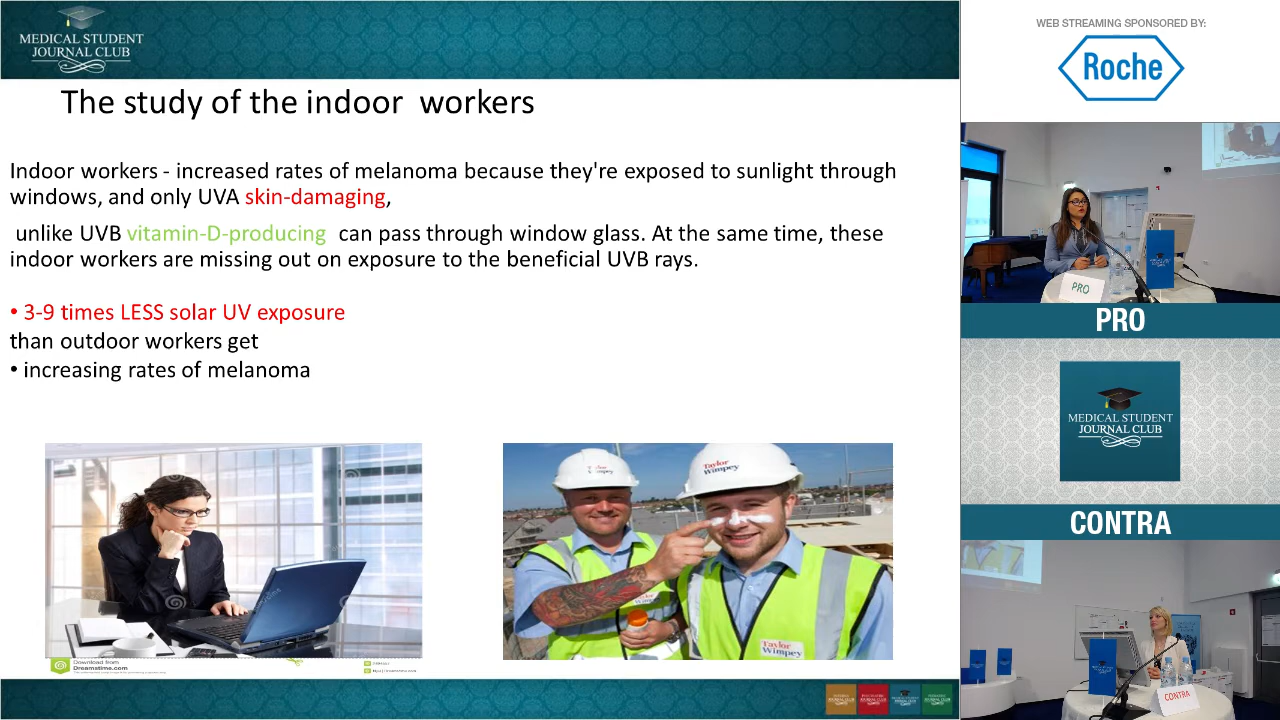 MEDICAL STUDENT
JOURNAL CLUB
The study of the indoor workers
Indoor workers - increased rates of melanoma because they're exposed to sunlight through
windows, and only UVA skin-damaging,
unlike UVB vitamin-D-producing can pass through window glass. At the same time, these
indoor workers are missing out on exposure to the beneficial UVB rays.
• 3-9 times LESS solar UV exposure
than outdoor workers get
• increasing rates of melanoma
Taylor
Wimpey
Taylor
Wimpey
Taylor
Wimpey
Download from
Dreamstime.com
WEB STREAMING SPONSORED BY:
Roche
PRO
PRO
MEDICAL STUDENT
JOURNAL CLUB
CONTRA
CONTRA